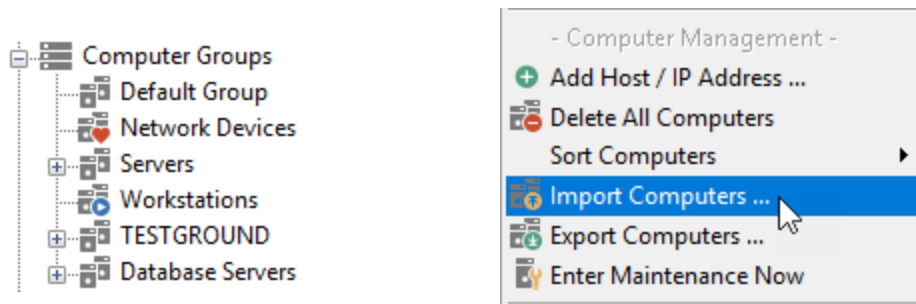 Computer Groups
Default Group
Network Devices
Servers
Workstations
TESTGROUND
Database Servers
- Computer Management -
Add Host / IP Address ...
Delete All Computers
Sort Computers
Import Computers ...
Export Computers ...
Enter Maintenance Now